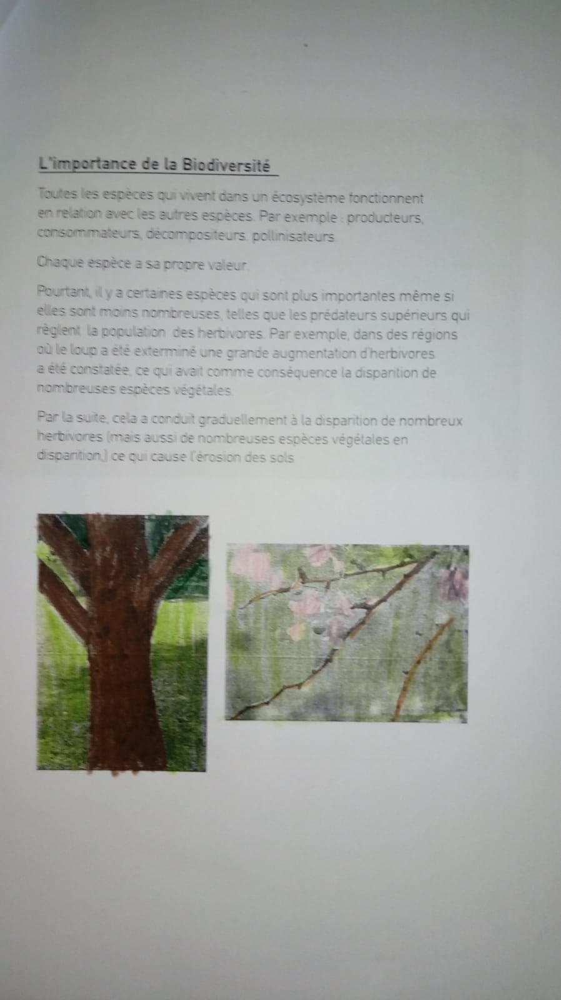 L'importance de la Biodiversité
Toutes les espèces qui vivent dans un écosystème fonctionnent
en relation avec les autres espèces. Par exemple : producteurs,
consommateurs, décompositeurs, pollinisateurs.
Chaque espèce a sa propre valeur.
Pourtant, il y a certaines espèces qui sont plus importantes même si
elles sont moins nombreuses, telles que les prédateurs supérieurs qui
règlent la population des herbivores. Par exemple, dans des régions
où le loup a été exterminé une grande augmentation d'herbivores
a été constatée, ce qui avait comme conséquence la disparition de
nombreuses espèces végétales.
Par la suite, cela a conduit graduellement à la disparition de nombreux
herbivores (mais aussi de nombreuses espèces végétales en
disparition,) ce qui cause l'érosion des sols